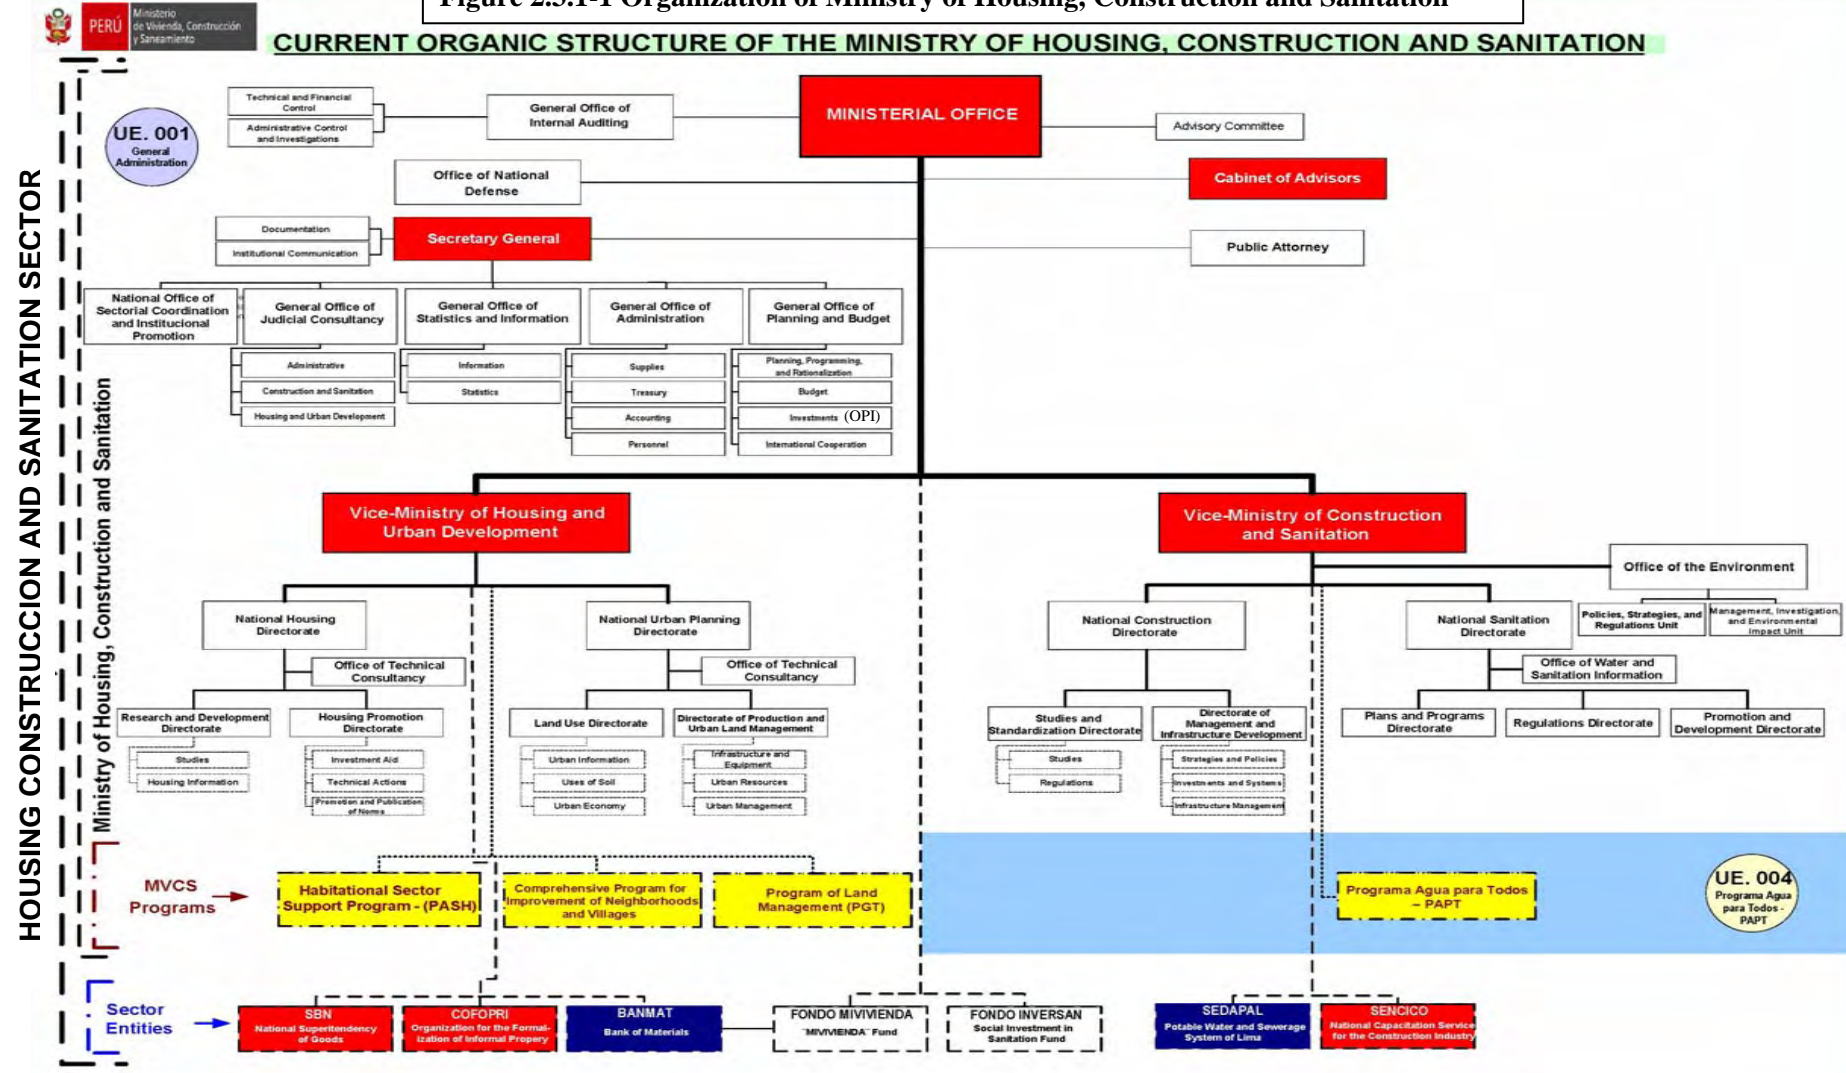 Figure 2.3.1-1 Organization of Ministry of Housing, Construction and Sanitation
PERÚ
Ministerio
de Vivienda, Construcción
y Saneamiento
CURRENT ORGANIC STRUCTURE OF THE MINISTRY OF HOUSING, CONSTRUCTION AND SANITATION
HOUSING CONSTRUCCION AND SANITATION SECTOR
Ministry of Housing, Construction and Sanitation
UE. 001
General
Administration
Technical and Financial
Control
Administrative Control
and Investigations
General Office of
Internal Auditing
MINISTERIAL OFFICE
Advisory Committee
Office of National
Defense
Cabinet of Advisors
Documentation
Institutional Communication
Secretary General
Public Attorney
National Office of
Sectorial Coordination
and Institucional
Promotion
General Office of
Judicial Consultancy
General Office of
Statistics and Information
General Office of
Administration
General Office of
Planning and Budget
Administrative
Construction and Sanitation
Housing and Urban Development
Information
Statistics
Supplies
Treasury
Accounting
Personnel
Planning, Programming,
and Rationalization
Budget
Investments (OPI)
International Cooperation
Vice-Ministry of Housing and
Urban Development
Vice-Ministry of Construction
and Sanitation
Office of the Environment
Policies, Strategies, and
Regulations Unit
Management, Investigation,
and Environmental
Impact Unit
National Housing
Directorate
National Urban Planning
Directorate
National Construction
Directorate
National Sanitation
Directorate
Office of Technical
Consultancy
Office of Technical
Consultancy
Office of Water and
Sanitation Information
Research and Development
Directorate
Housing Promotion
Directorate
Land Use Directorate
Directorate of Production and
Urban Land Management
Studies and
Standardization Directorate
Directorate of
Management and
Infrastructure Development
Plans and Programs
Directorate
Regulations Directorate
Promotion and
Development Directorate
Studies
Housing Information
Investment Aid
Technical Actions
Promotion and Publication
of Norms
Urban Information
Uses of Soil
Urban Economy
Infrastructure and
Equipment
Urban Resources
Urban Management
Studies
Regulations
Strategies and Policies
Investments and Systems
Infrastructure Management
MVCS
Programs
Habitational Sector
Support Program - (PASH)
Comprehensive Program for
Improvement of Neighborhoods
and Villages
Program of Land
Management (PGT)
Programa Agua para Todos
– PAPT
UE. 004
Programa Agua
para Todos -
PAPT
Sector
Entities
SBN
National Superitendency
of Goods
COFOPRI
Organization for the Formal-
ization of Informal Propery
BANMAT
Bank of Materials
FONDO MIVIVIENDA
¨MIVIVIENDA¨ Fund
FONDO INVERSAN
Social Investment in
Sanitation Fund
SEDAPAL
Potable Water and Sewerage
System of Lima
SENCICO
National Capacitation Service
for the Construction Industry